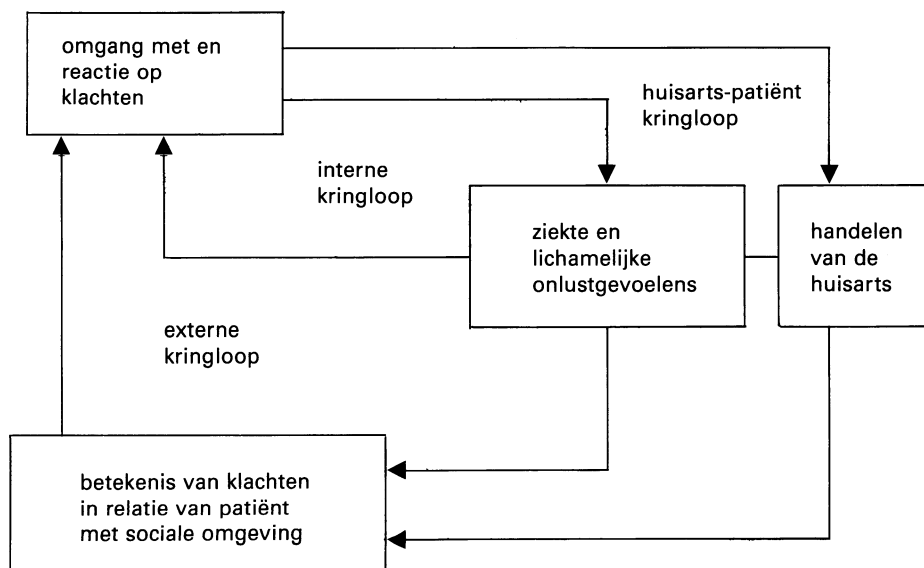 omgang met en
reactie op
klachten
huisarts-patiënt
kringloop
interne
kringloop
ziekte en
lichamelijke
onlustgevoelens
handelen
van de
huisarts
externe
kringloop
betekenis van klachten
in relatie van patiënt
met sociale omgeving